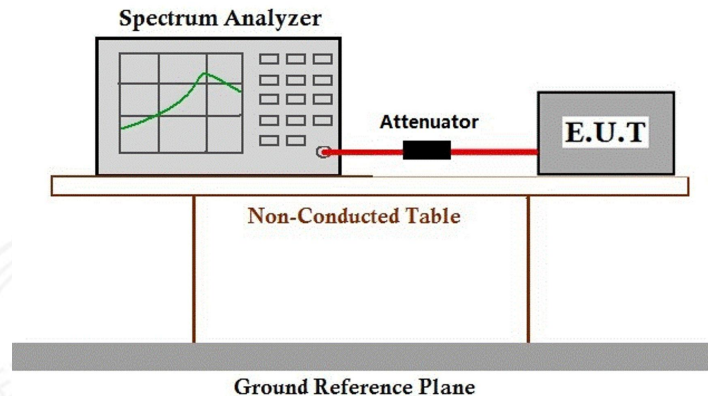 Spectrum Analyzer
Attenuator
E.U.T
Non-Conducted Table
Ground Reference Plane